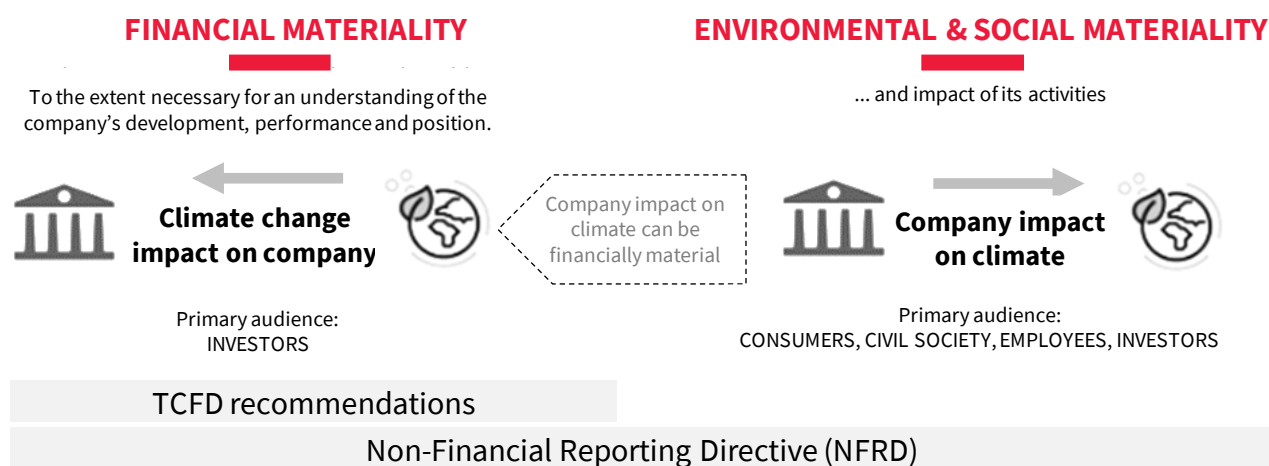 FINANCIAL MATERIALITY
To the extent necessary for an understanding of the
company's development, performance and position.
Climate change
impact on company
Primary audience:
INVESTORS
Company impact on
climate can be
financially material
ENVIRONMENTAL & SOCIAL MATERIALITY
... and impact of its activities
Company impact
on climate
Primary audience:
CONSUMERS, CIVIL SOCIETY, EMPLOYEES, INVESTORS
TCFD recommendations
Non-Financial Reporting Directive (NFRD)